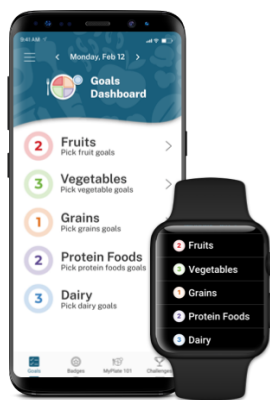 9:41 AM
Monday, Feb 12
Goals
Dashboard
2 Fruits
Pick fruit goals
3 Vegetables
Pick vegetable goals
1 Grains
Pick grains goals
2 Protein Foods
Pick protein foods goals
3 Dairy
Pick dairy goals
Goals Badges MyPlate 101 Challenges
2 Fruits
3 Vegetables
1 Grains
2 Protein Foods
3 Dairy